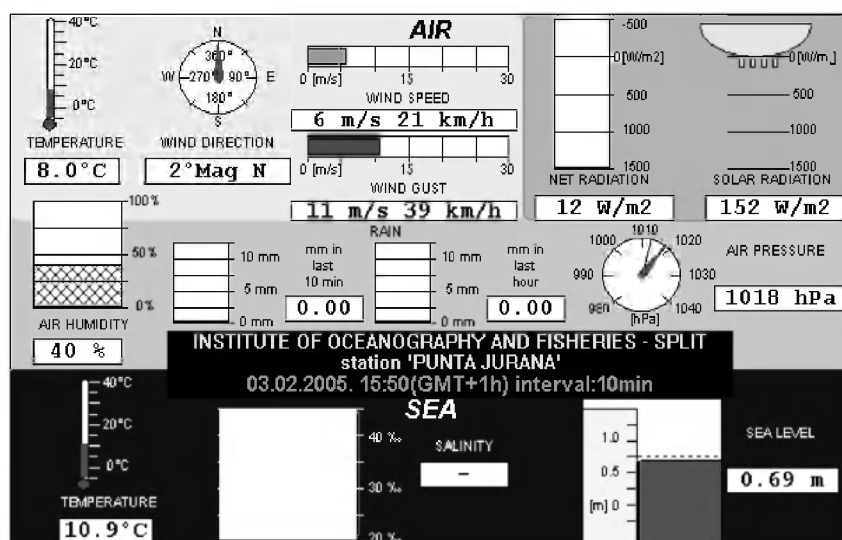 AIR
40°C
20°C
0°C
TEMPERATURE
8.0°C
N
360°
W 270° 90° E
180°
S
WIND DIRECTION
2°Mag N
0 [m/s] 15 30
WIND SPEED
6 m/s 21 km/h
0 [m/s] 15 30
WIND GUST
11 m/s 39 km/h
-500
0[W/m2]
500
1000
1500
NET RADIATION
12 W/m2
0[W/m,]
500
1000
1500
SOLAR RADIATION
152 W/m2
100%
50%
0%
AIR HUMIDITY
40 %
RAIN
10 mm
5 mm
0 mm
mm in
last
10 min
0.00
10 mm
5 mm
0 mm
mm in
last
hour
0.00
1010
1000 1020
990 1030
980 1040
[hPa]
AIR PRESSURE
1018 hPa
INSTITUTE OF OCEANOGRAPHY AND FISHERIES - SPLIT
station 'PUNTA JURANA'
03.02.2005. 15:50(GMT+1h) interval:10min
SEA
40°C
20°C
0°C
TEMPERATURE
10.9°C
40 ‰
30 ‰
20 ‰
SALINITY
-
1.0
0.5
[m] 0
SEA LEVEL
0.69 m